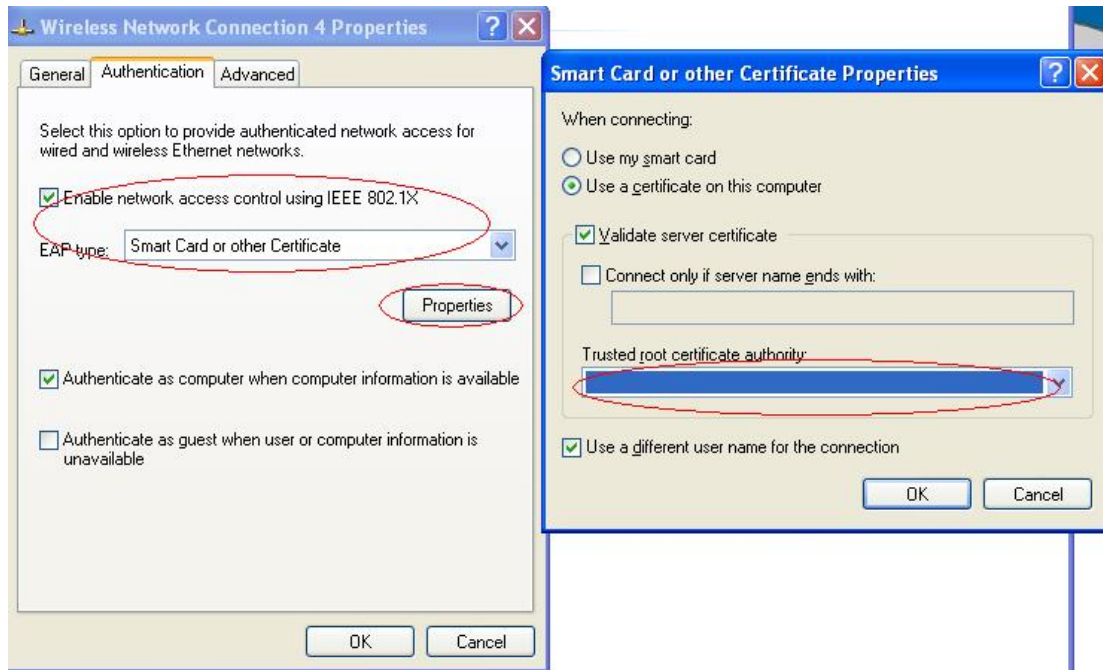 Wireless Network Connection 4 Properties
General Authentication Advanced
Select this option to provide authenticated network access for
wired and wireless Ethernet networks.
Enable network access control using IEEE 802.1X
EAP type: Smart Card or other Certificate
Properties
Authenticate as computer when computer information is available
Authenticate as guest when user or computer information is
unavailable
OK Cancel
Smart Card or other Certificate Properties
When connecting:
Use my smart card
Use a certificate on this computer
Validate server certificate
Connect only if server name ends with:
Trusted root certificate authority:
Use a different user name for the connection
OK Cancel